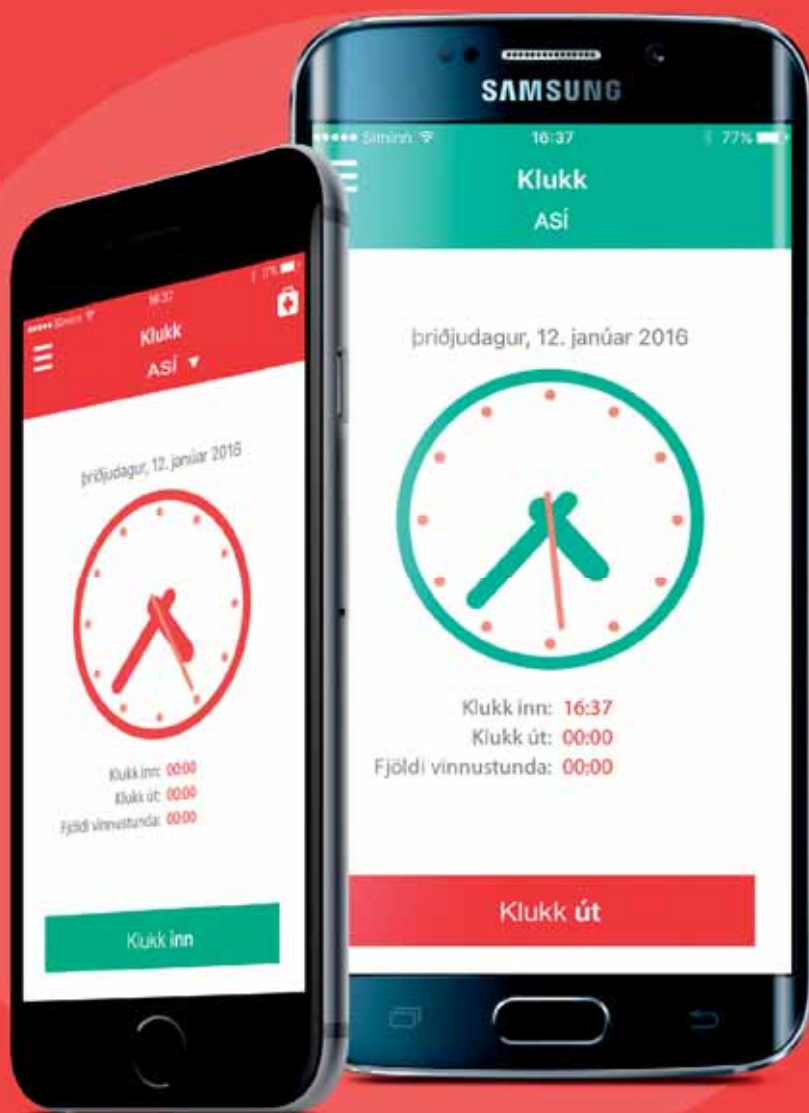 Síminn 16:37
Klukk
ASÍ ▼
þriðjudagur, 12. janúar 2016
Klukk inn: 00:00
Klukk út: 00:00
Fjöldi vinnustunda: 00:00
Klukk inn
SAMSUNG
Síminn 16:37 77%
Klukk
ASÍ
þriðjudagur, 12. janúar 2016
Klukk inn: 16:37
Klukk út: 00:00
Fjöldi vinnustunda: 00:00
Klukk út